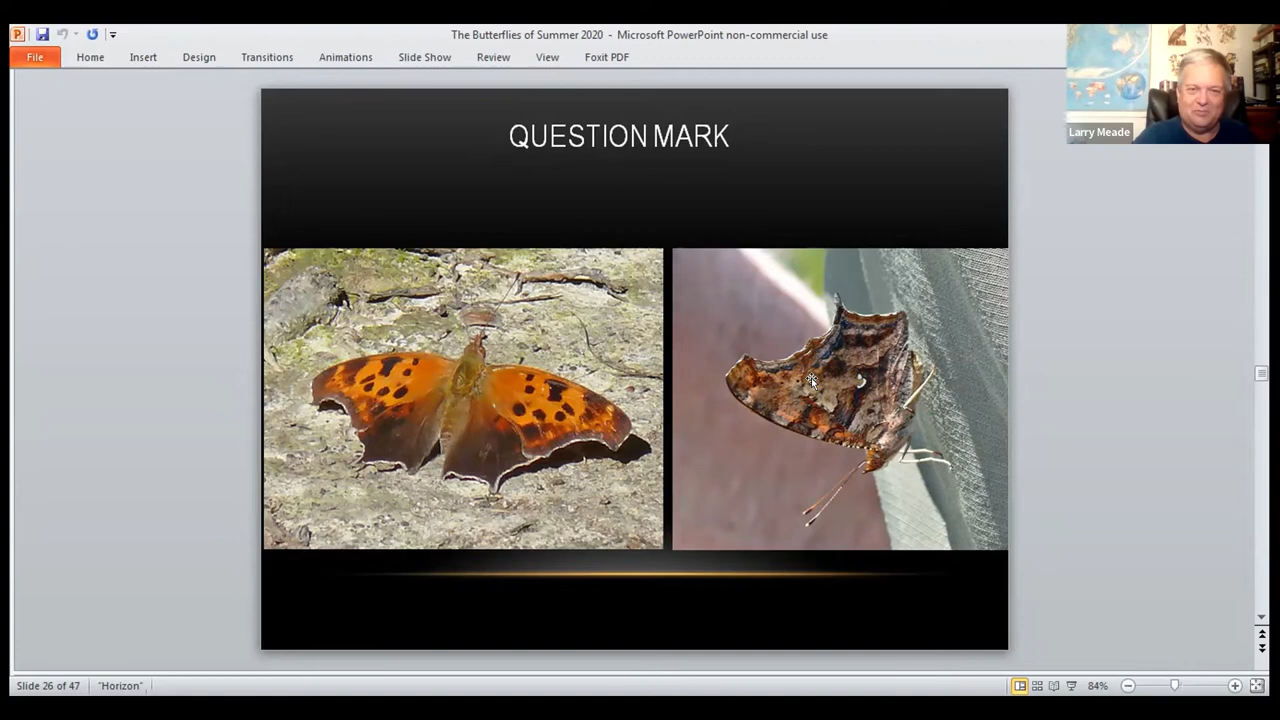 The Butterflies of Summer 2020 - Microsoft PowerPoint non-commercial use
File Home Insert Design Transitions Animations Slide Show Review View Foxit PDF
Larry Meade
QUESTION MARK
Slide 26 of 47 "Horizon" 84%